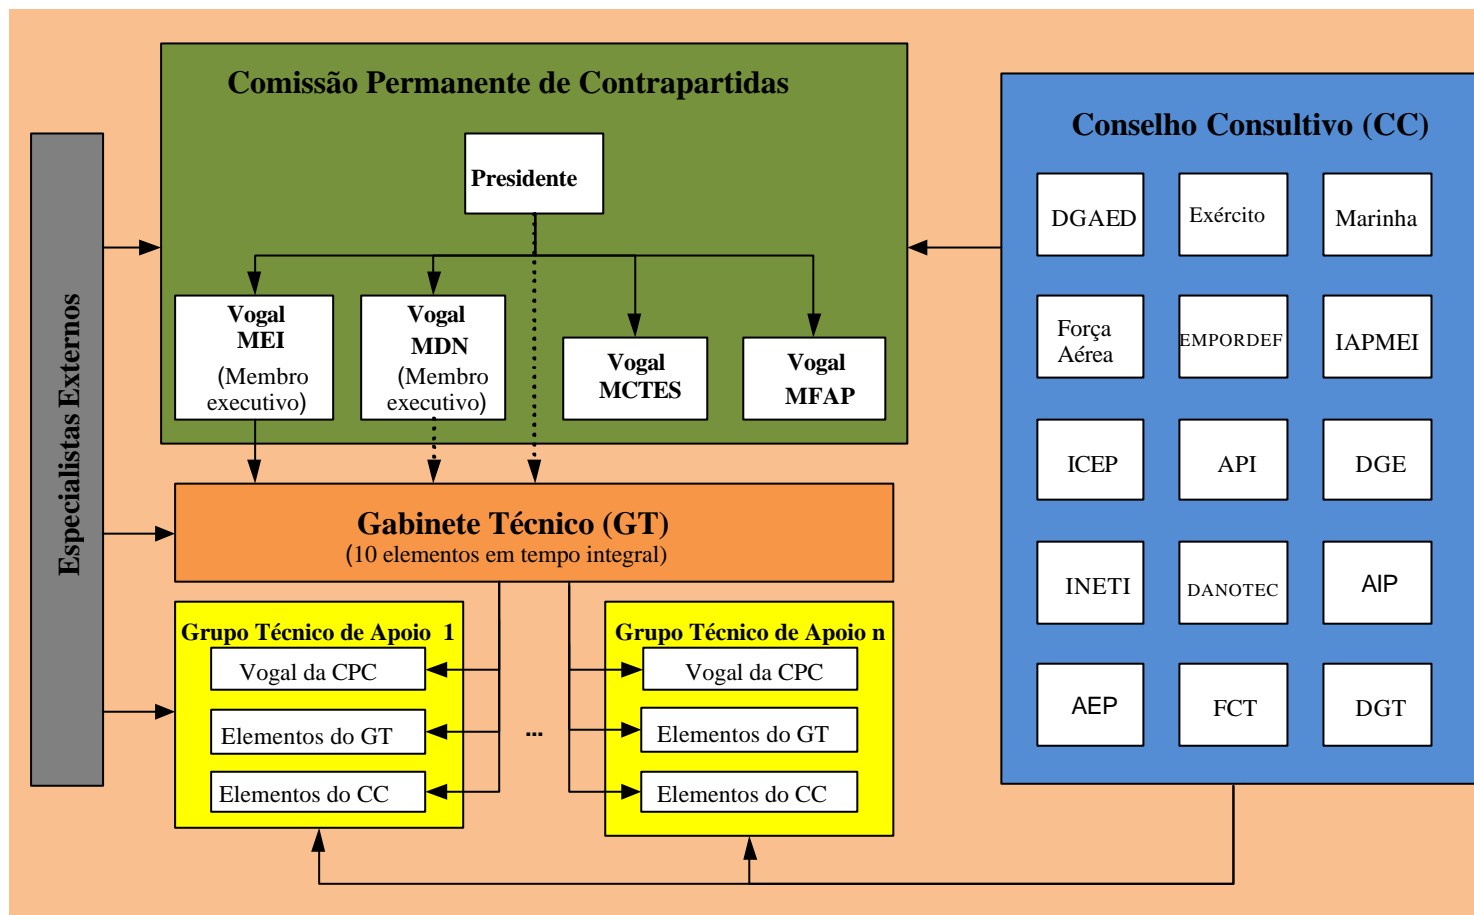 Comissão Permanente de Contrapartidas
Presidente
Vogal
MEI
(Membro
executivo)
Vogal
MDN
(Membro
executivo)
Vogal
MCTES
Vogal
MFAP
Especialistas Externos
Gabinete Técnico (GT)
(10 elementos em tempo integral)
Grupo Técnico de Apoio 1
Vogal da CPC
Elementos do GT
Elementos do CC
...
Grupo Técnico de Apoio n
Vogal da CPC
Elementos do GT
Elementos do CC
Conselho Consultivo (CC)
DGAED
Exército
Marinha
Força
Aérea
EMPORDEF
IAPMEI
ICEP
API
DGE
INETI
DANOTEC
AIP
AEP
FCT
DGT